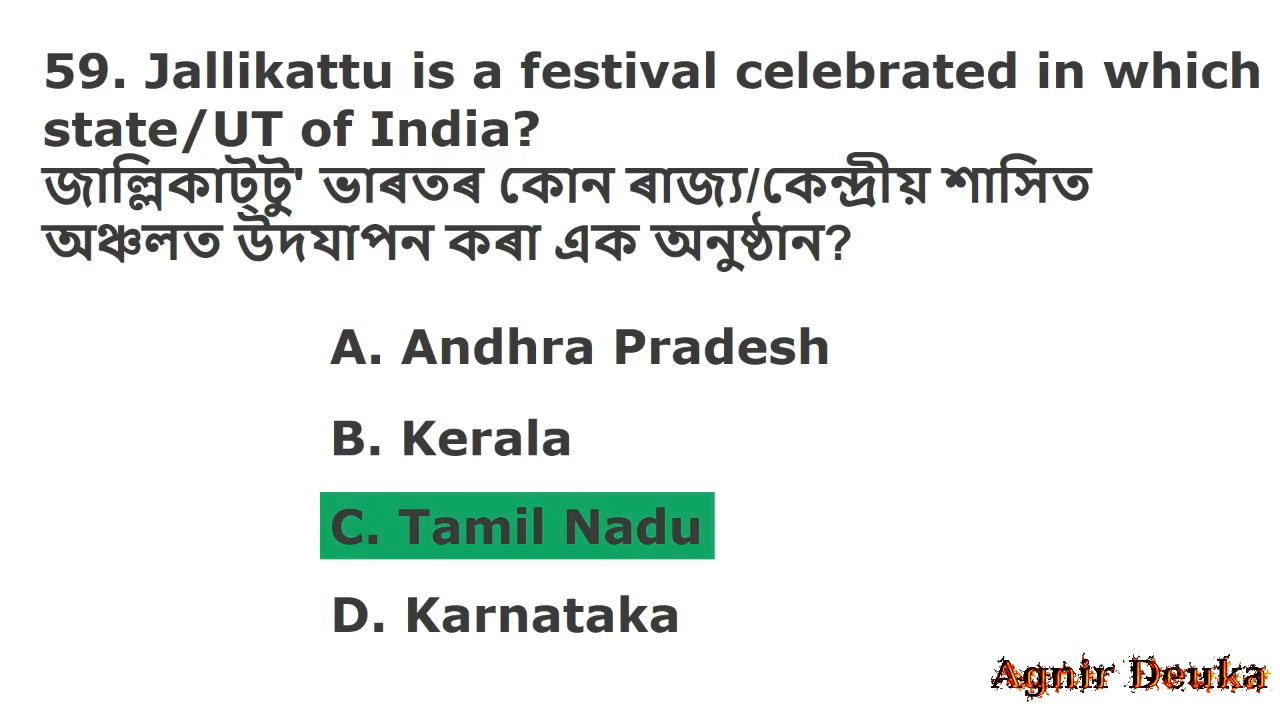 59. Jallikattu is a festival celebrated in which
state/UT of India?
জাল্লিকাট্টু' ভাৰতৰ কোন ৰাজ্য/কেন্দ্ৰীয় শাসিত
অঞ্চলত উদযাপন কৰা এক অনুষ্ঠান?
A. Andhra Pradesh
B. Kerala
C. Tamil Nadu
D. Karnataka
Agnir Deuka